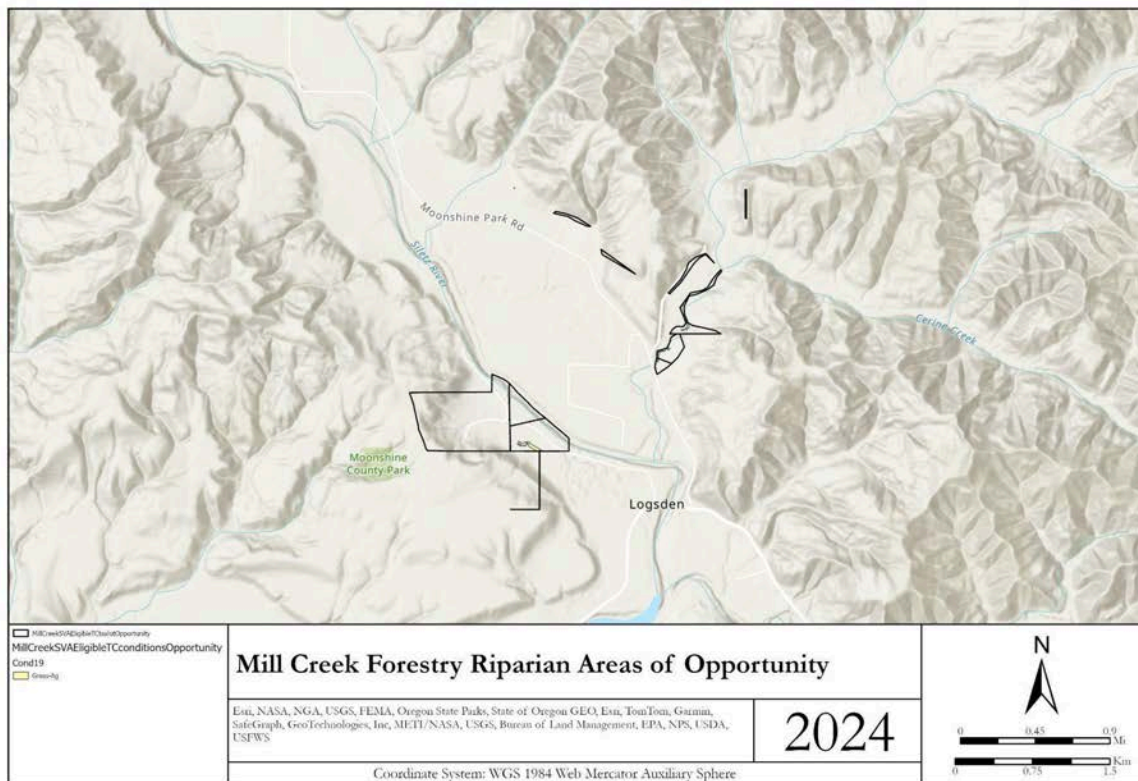 Moonshine Park Rd
Siletz River
Cerine Creek
Moonshine
County Park
Logsden
MillCreekSVAEligibleTCconditionsOpportunity
Cond19
Grass-Ag
Mill Creek Forestry Riparian Areas of Opportunity
Esri, NASA, NGA, USGS, FEMA, Oregon State Parks, State of Oregon GEO, Esri, TomTom, Garmin,
SafeGraph, GeoTechnologies, Inc, METI/NASA, USGS, Bureau of Land Management, EPA, NPS, USDA,
USFWS
2024
Coordinate System: WGS 1984 Web Mercator Auxiliary Sphere
N
0 0.45 0.9
Mi
Km
0 0.75 1.5